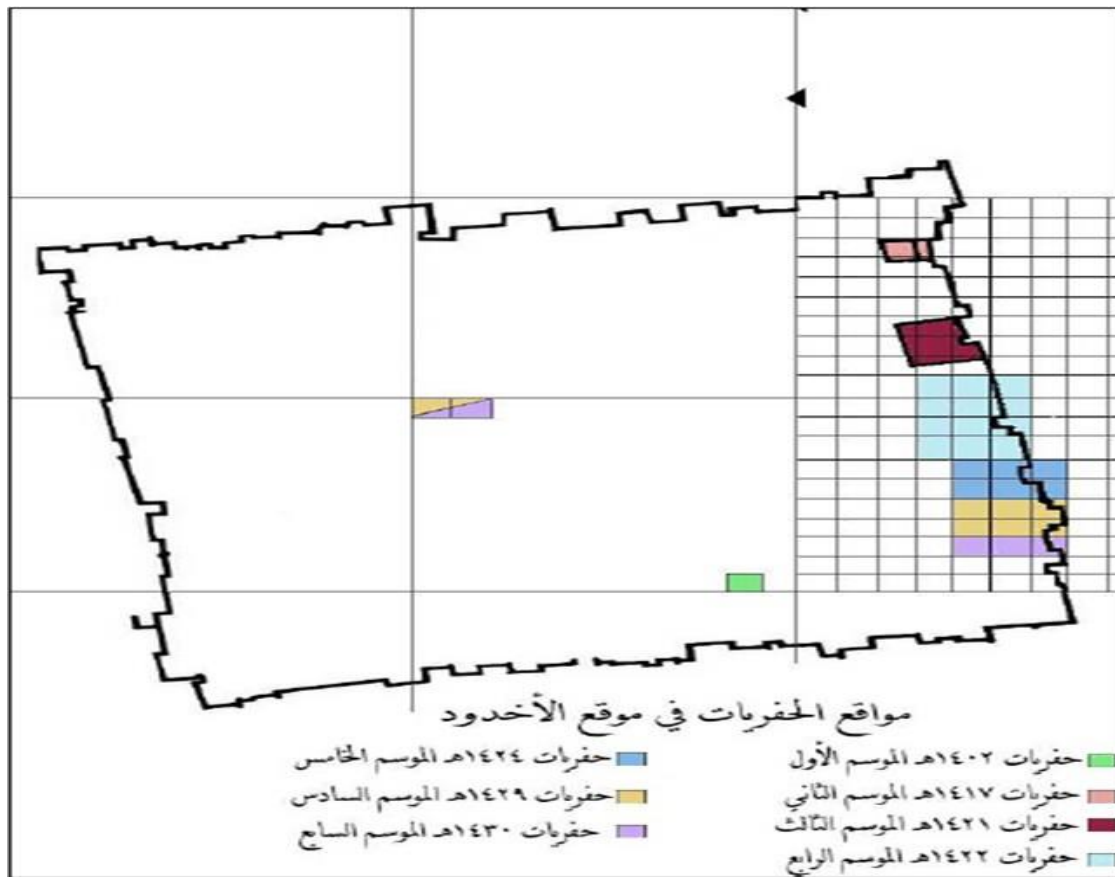 مواقع الحفريات في موقع الأخدود
حفريات ١٤٠٢هـ الموسم الأول
حفريات ١٤١٧هـ الموسم الثاني
حفريات ١٤٢١هـ الموسم الثالث
حفريات ١٤٢٢هـ الموسم الرابع
حفريات ١٤٢٤هـ الموسم الخامس
حفريات ١٤٢٩هـ الموسم السادس
حفريات ١٤٣٠هـ الموسم السابع